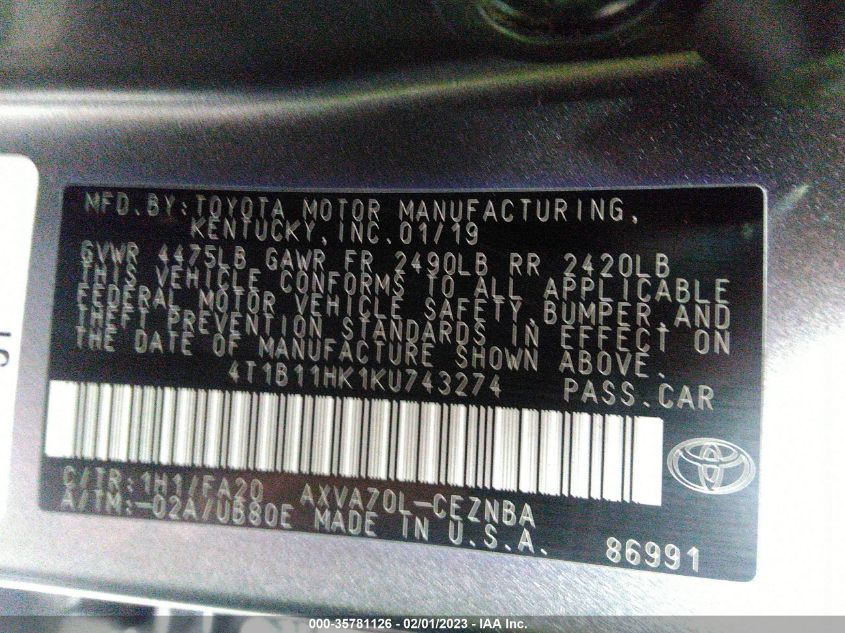 MFD. BY: TOYOTA MOTOR MANUFACTURING,
KENTUCKY, INC. 01/19
GVWR 4475LB GAWR FR 2490LB RR 2420LB
THIS VEHICLE CONFORMS TO ALL APPLICABLE
FEDERAL MOTOR VEHICLE SAFETY, BUMPER, AND
THEFT PREVENTION STANDARDS IN EFFECT ON
THE DATE OF MANUFACTURE SHOWN ABOVE.
4T1B11HK1KU743274 PASS. CAR
C/TR: 1H1/FA20 AXVA70L-CEZNBA
A/TM: -02A/UB80E MADE IN U.S.A. 86991
000-35781126 - 02/01/2023 - IAA Inc.